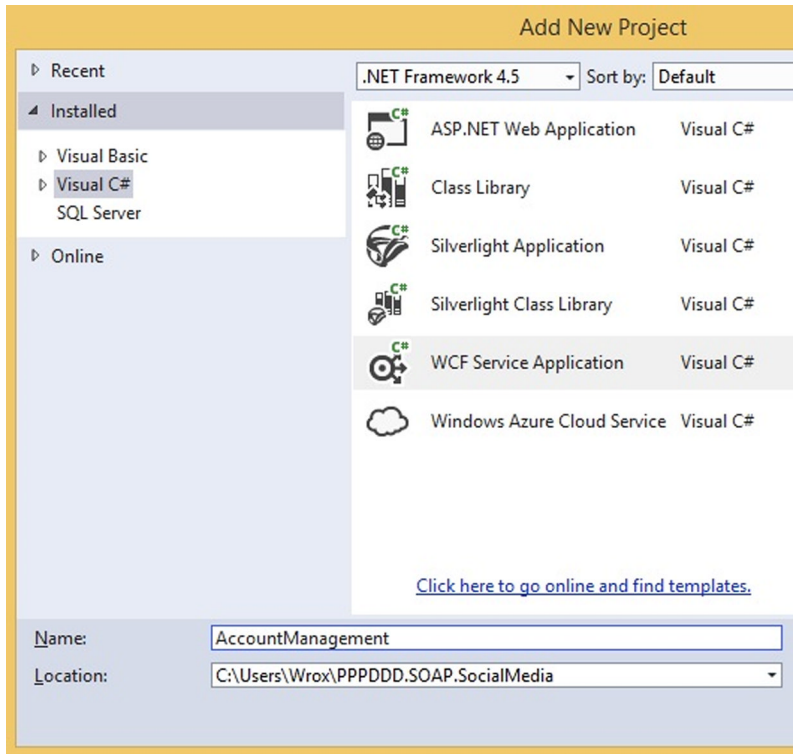 Add New Project
Recent
Installed
Visual Basic
Visual C#
SQL Server
Online
.NET Framework 4.5 Sort by: Default
C# ASP.NET Web Application Visual C#
C# Class Library Visual C#
C# Silverlight Application Visual C#
C# Silverlight Class Library Visual C#
C# WCF Service Application Visual C#
Windows Azure Cloud Service Visual C#
Click here to go online and find templates.
Name: AccountManagement
Location: C:\Users\Wrox\PPPDDD.SOAP.SocialMedia